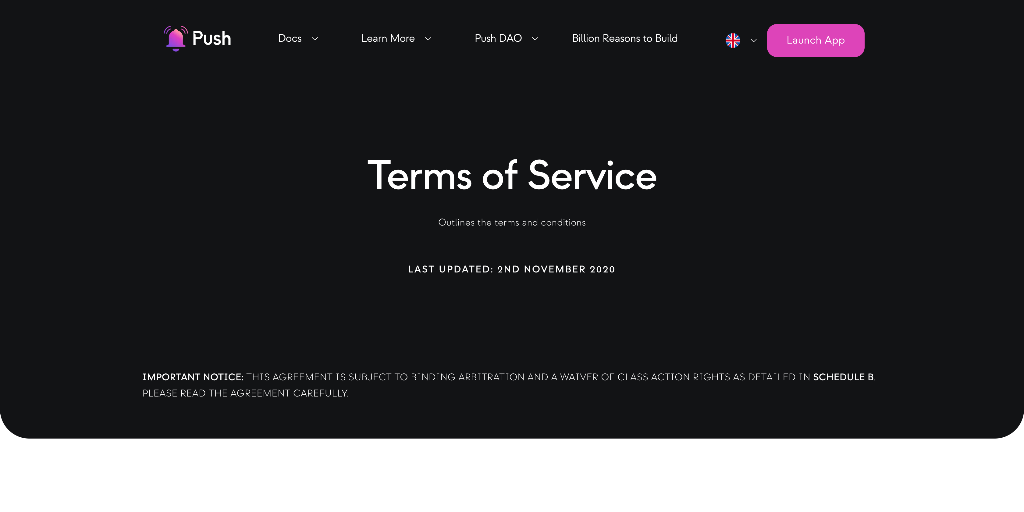 Push
Docs
Learn More
Push DAO
Billion Reasons to Build
Launch App
Terms of Service
Outlines the terms and conditions
LAST UPDATED: 2ND NOVEMBER 2020
IMPORTANT NOTICE: THIS AGREEMENT IS SUBJECT TO BINDING ARBITRATION AND A WAIVER OF CLASS ACTION RIGHTS AS DETAILED IN SCHEDULE B.
PLEASE READ THE AGREEMENT CAREFULLY.